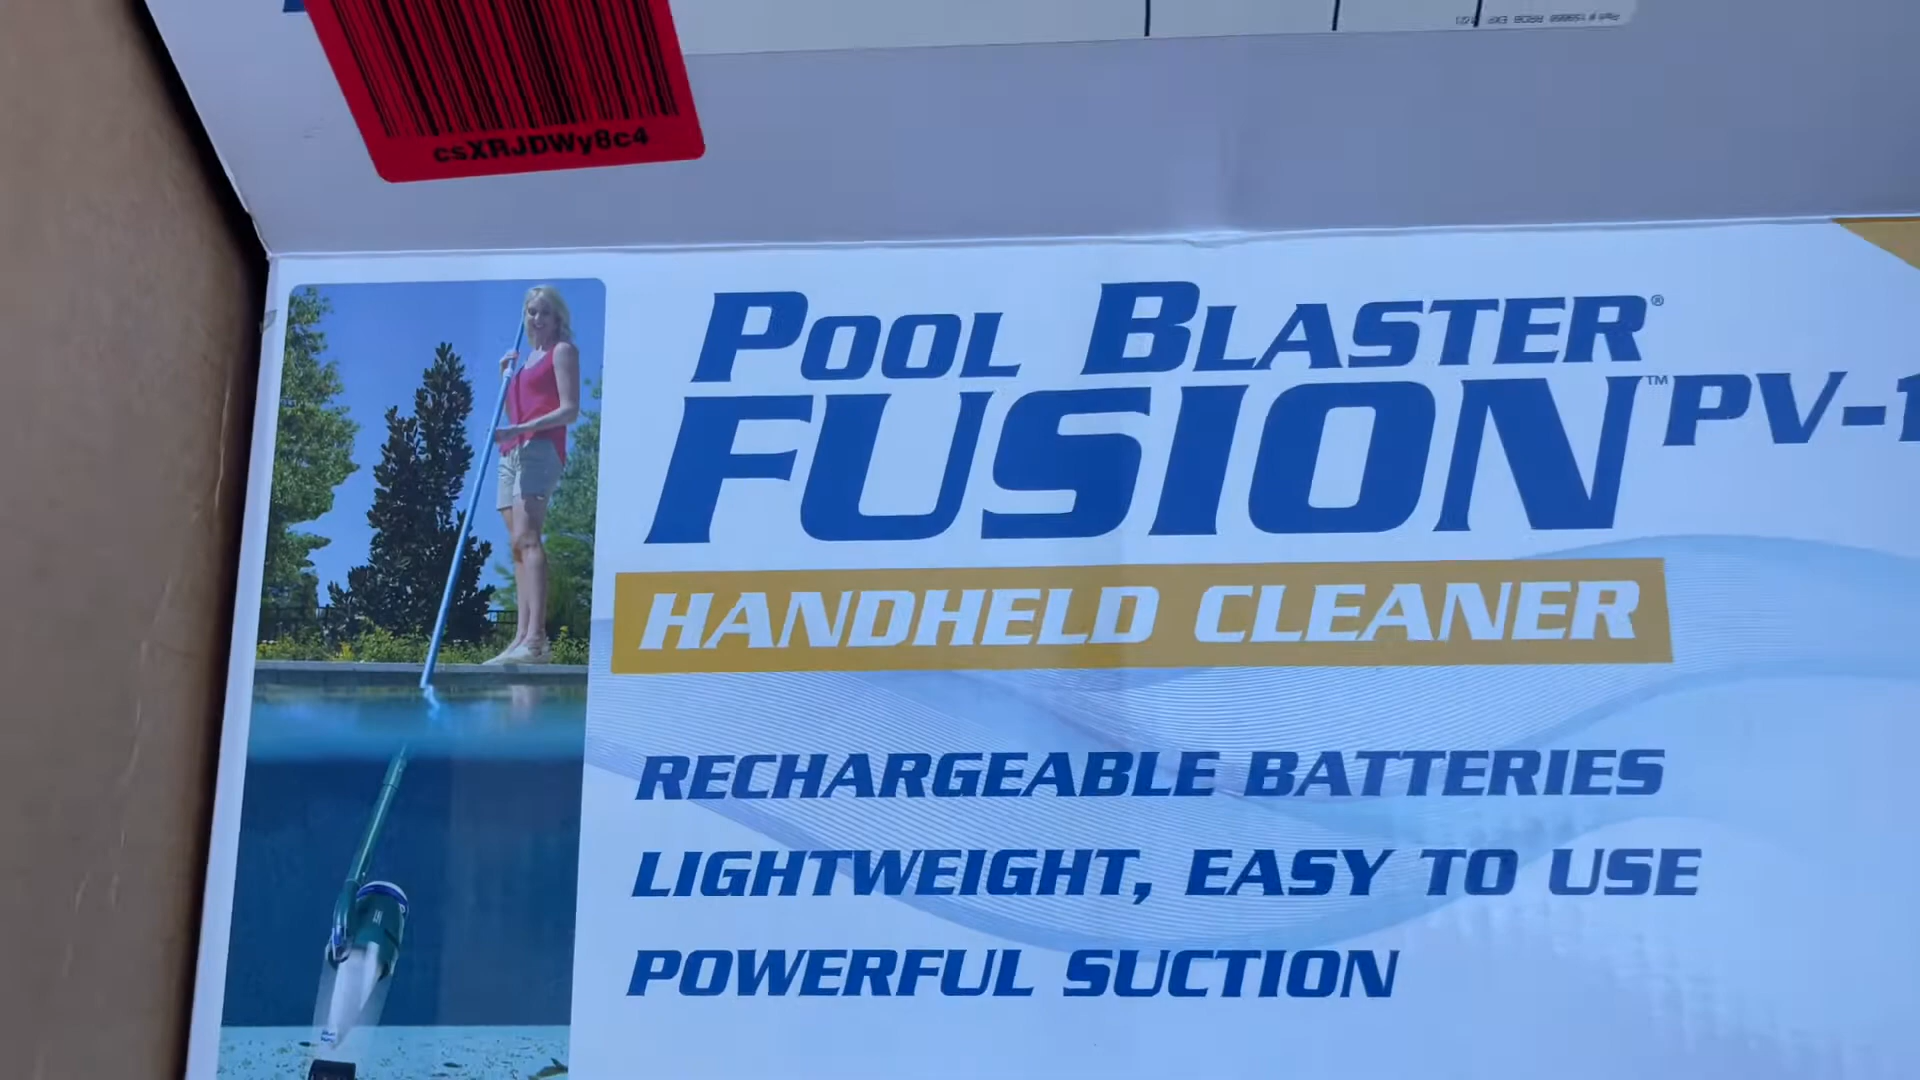 csXRJDWy8c4
POOL BLASTER®
FUSION™ PV-1
HANDHELD CLEANER
RECHARGEABLE BATTERIES
LIGHTWEIGHT, EASY TO USE
POWERFUL SUCTION